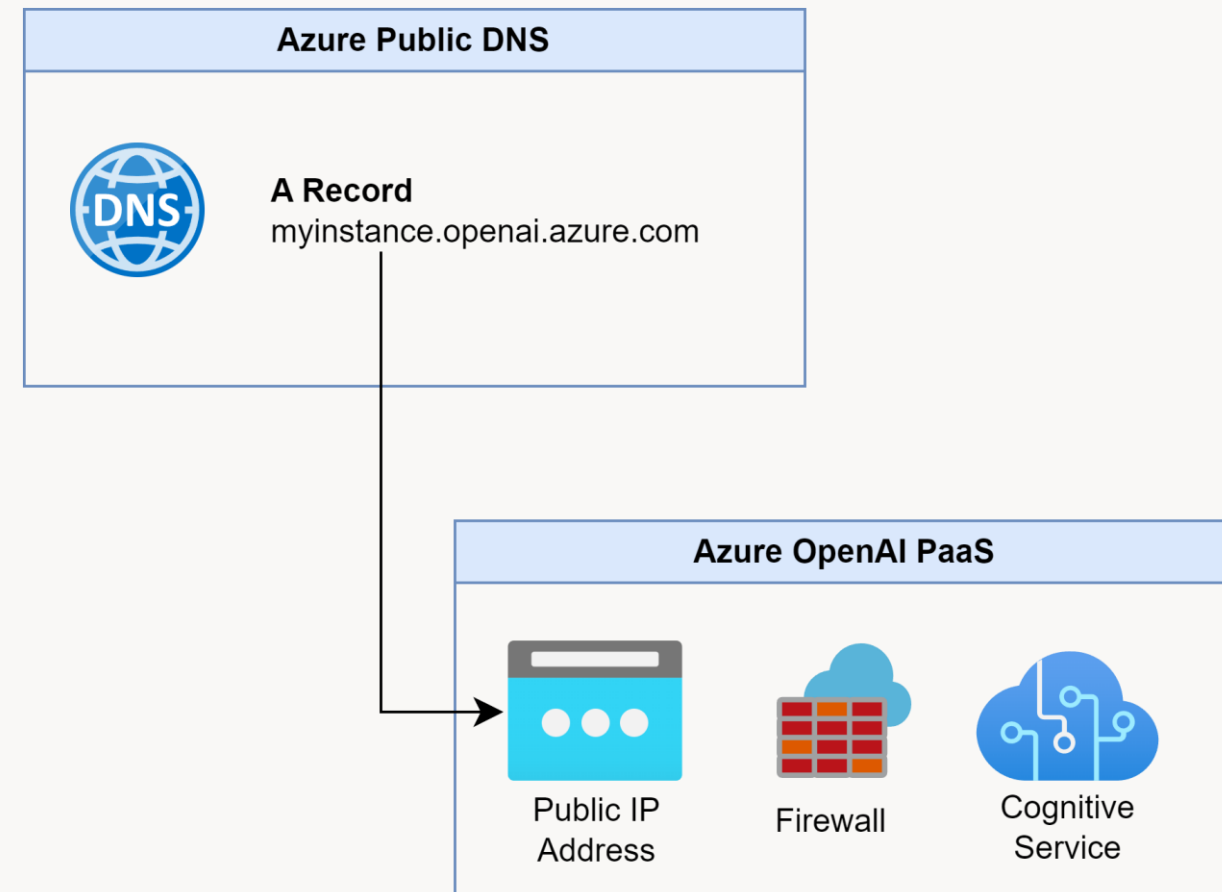 Azure Public DNS
DNS
A Record
myinstance.openai.azure.com
Azure OpenAI PaaS
Public IP
Address
Firewall
Cognitive
Service